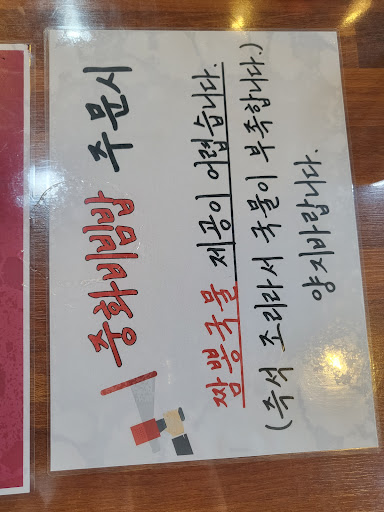 중화비빔밥 주문시
짬뽕국물 제공이 어렵습니다.
(즉석 조리라서 국물이 부족합니다.)
양지바랍니다.